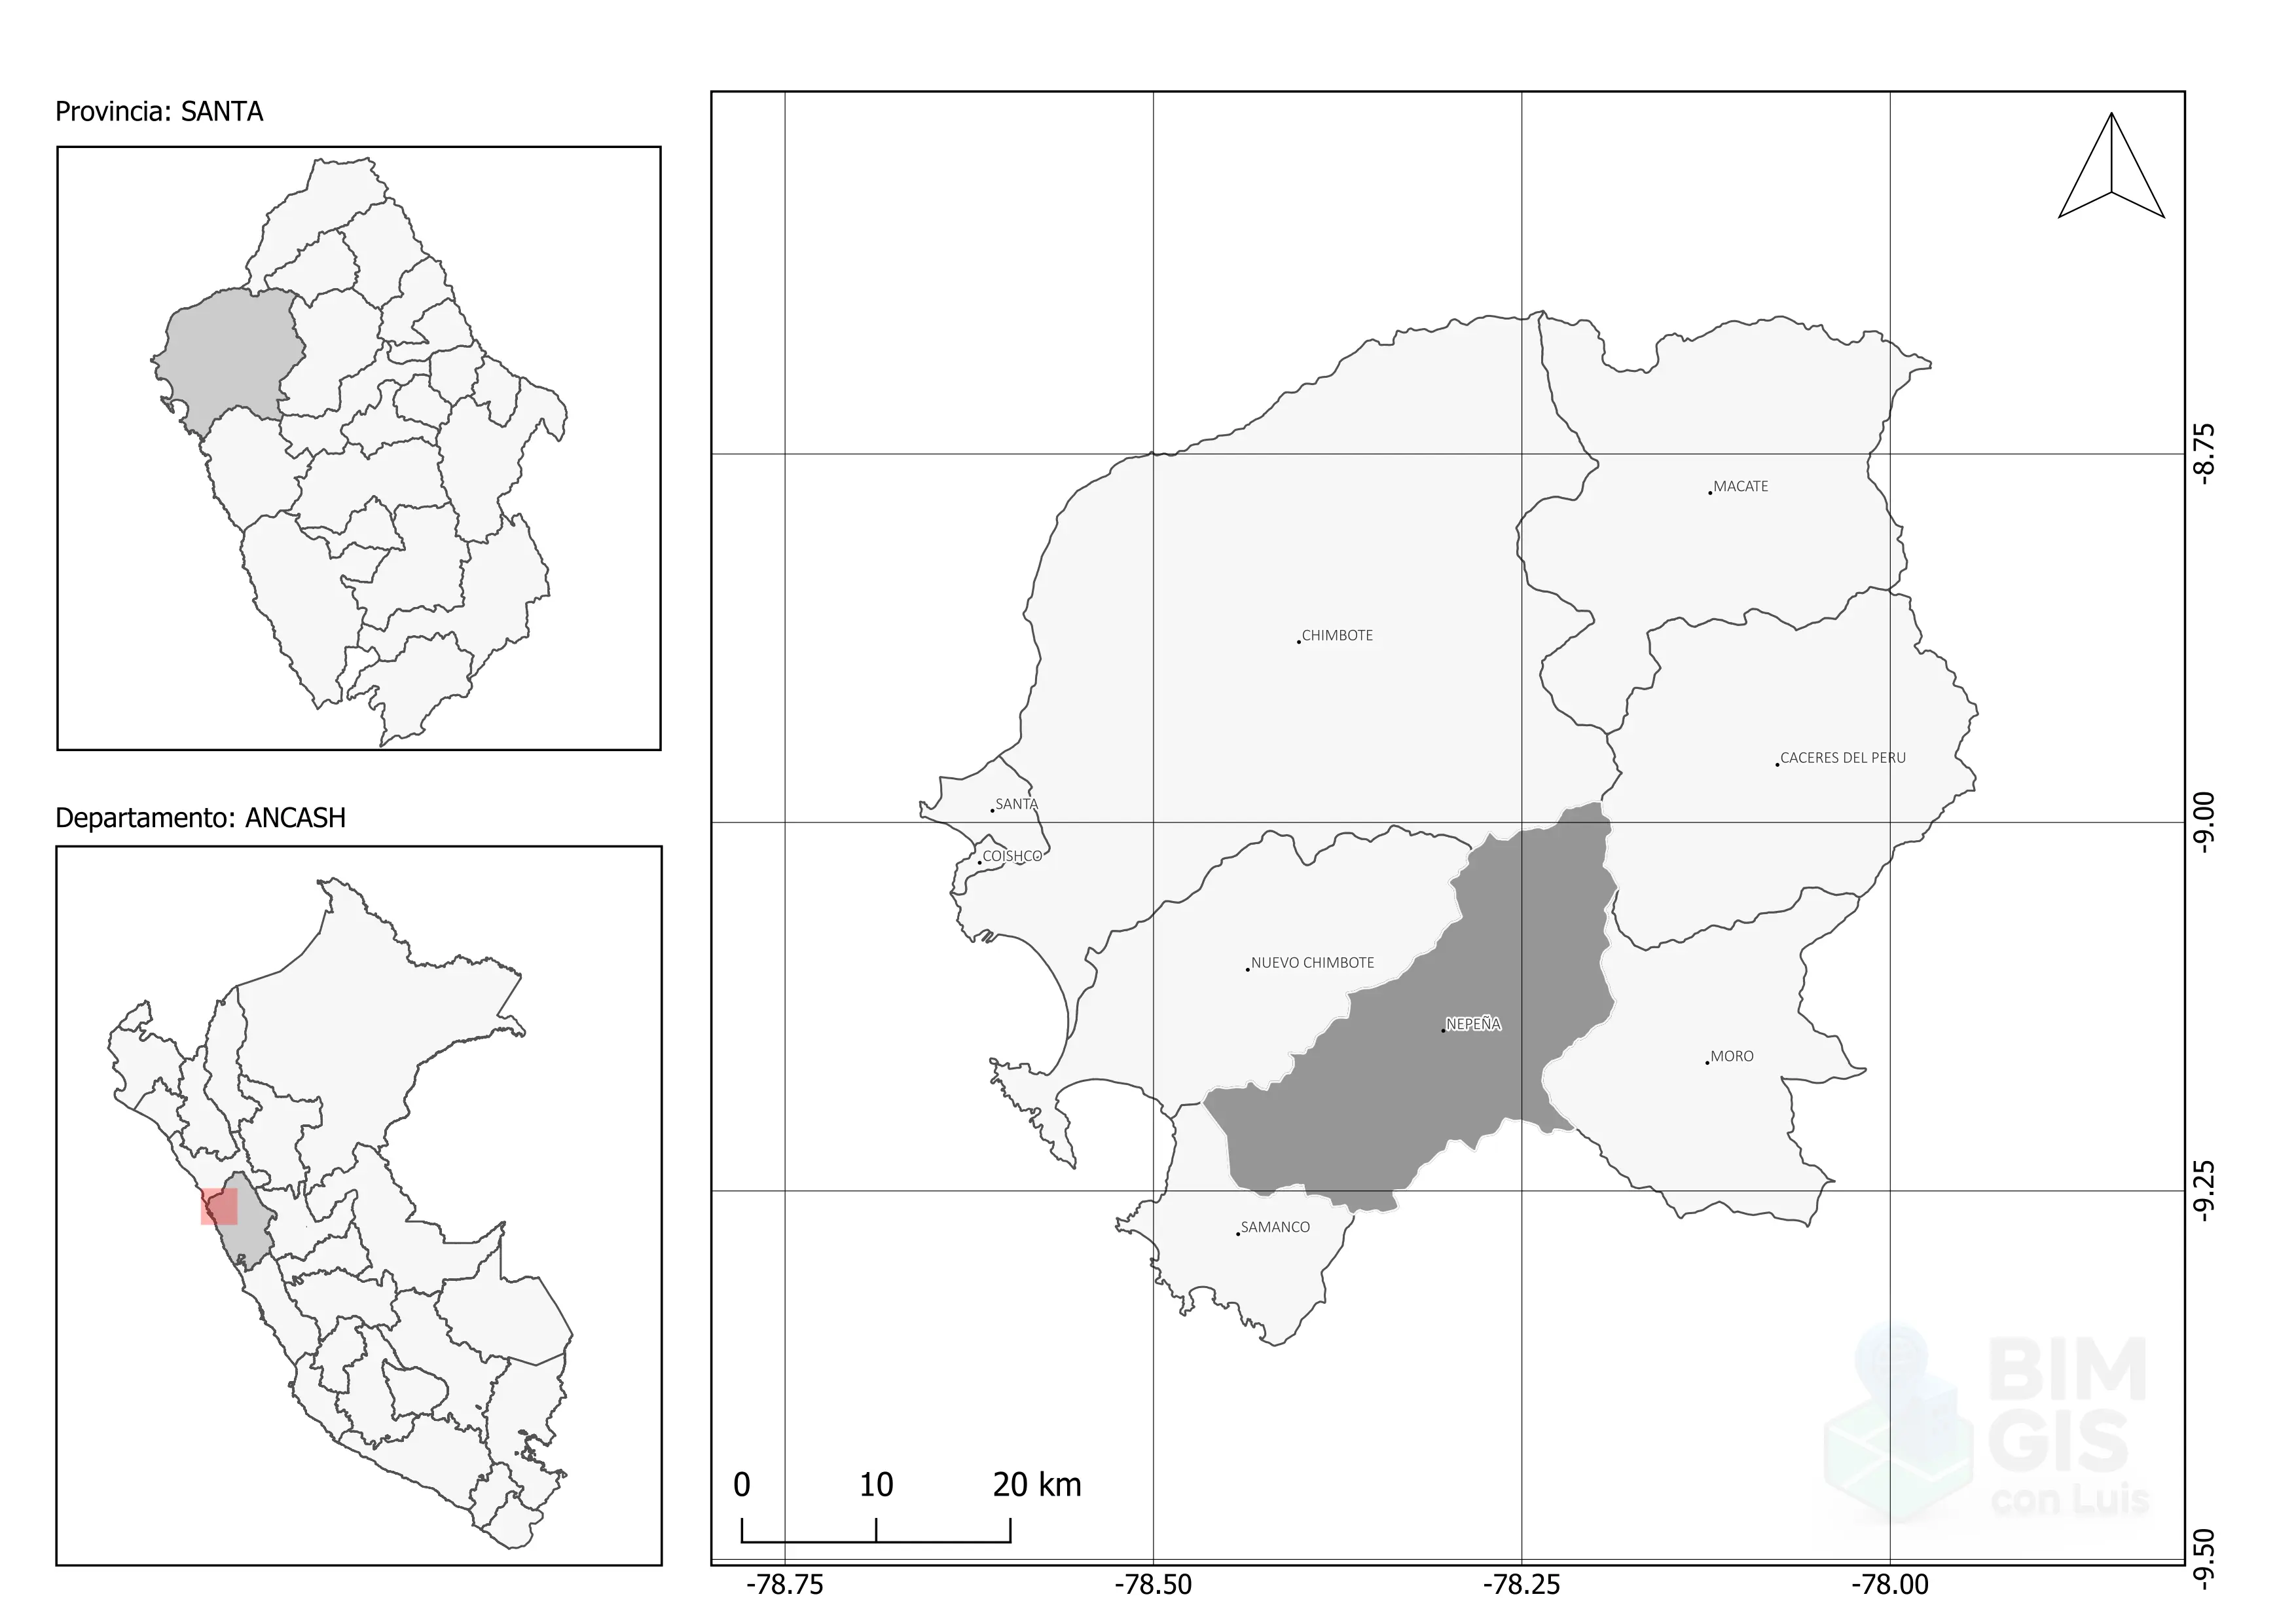 Provincia: SANTA
Departamento: ANCASH
MACATE
CHIMBOTE
CACERES DEL PERU
SANTA
COISHCO
NUEVO CHIMBOTE
NEPEÑA
MORO
SAMANCO
0 10 20 km
-78.75 -78.50 -78.25 -78.00
-8.75
-9.00
-9.25
-9.50
BIM
GIS
con Luis